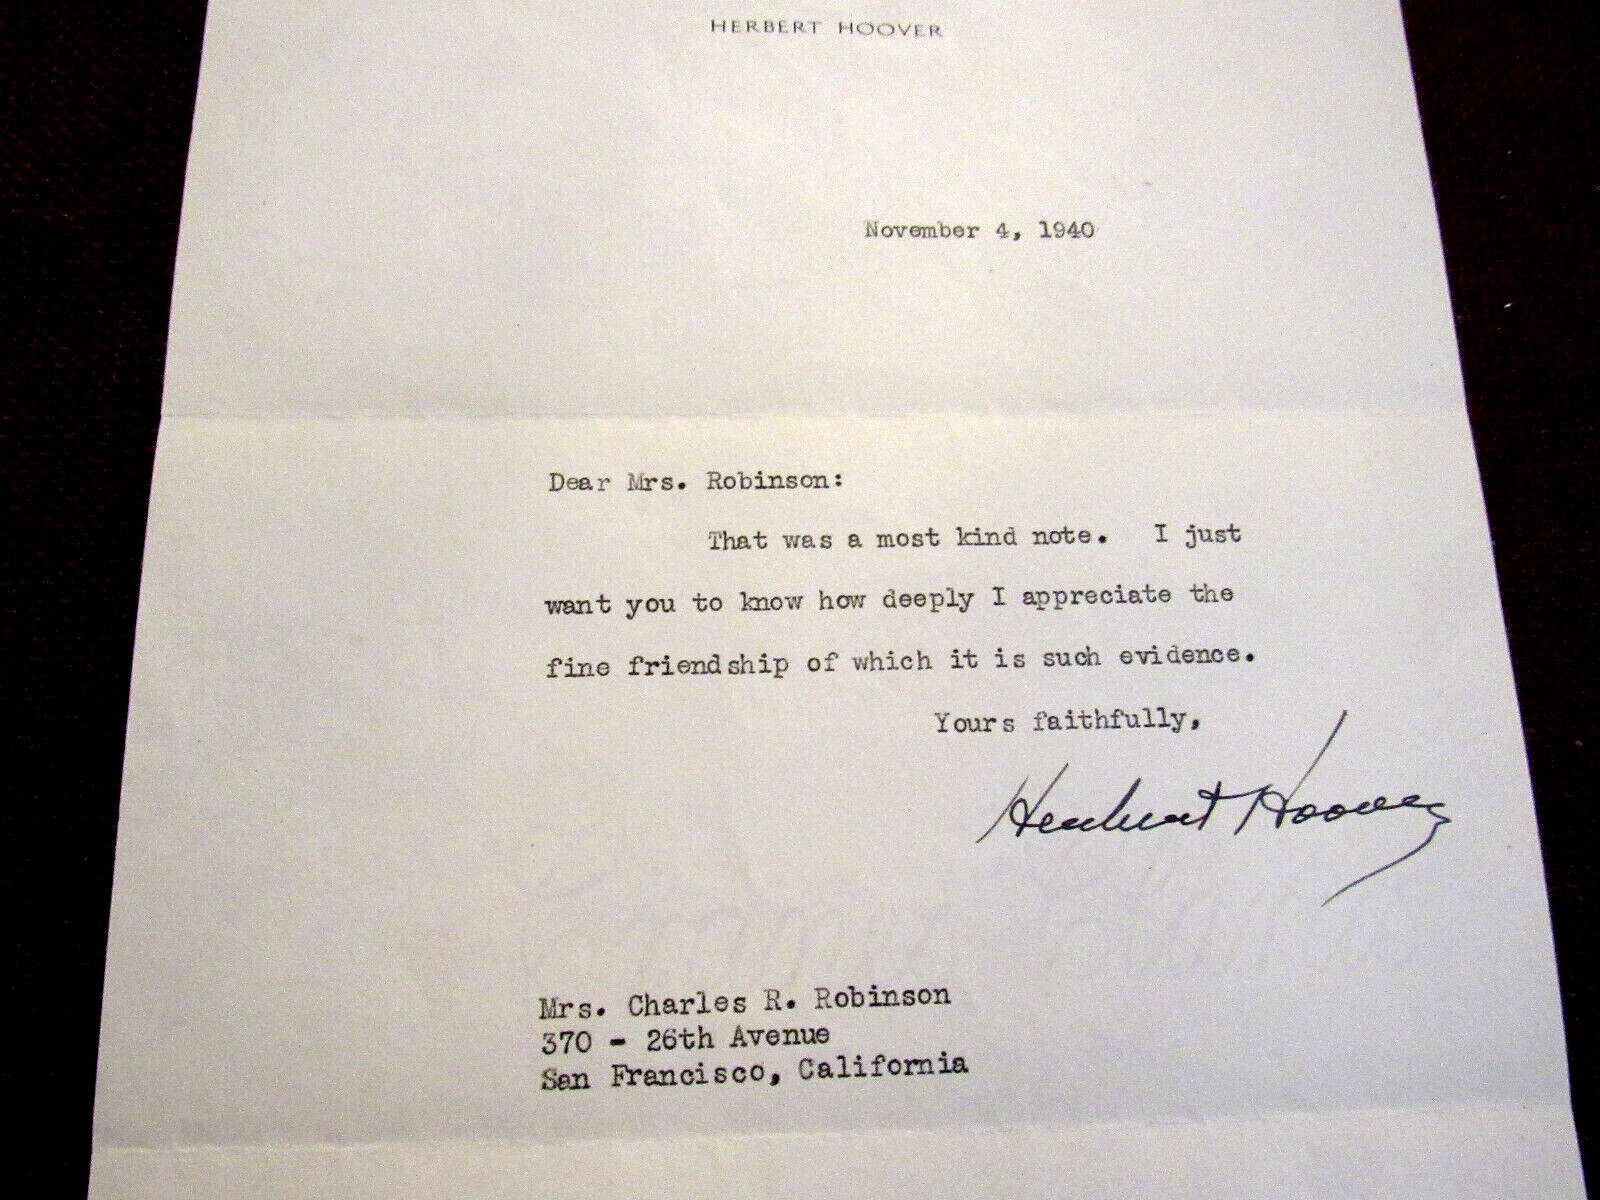 HERBERT HOOVER
November 4, 1940
Dear Mrs. Robinson:
That was a most kind note. I just
want you to know how deeply I appreciate the
fine friendship of which it is such evidence.
Yours faithfully,
Herbert Hoover
Mrs. Charles R. Robinson
370 - 26th Avenue
San Francisco, California